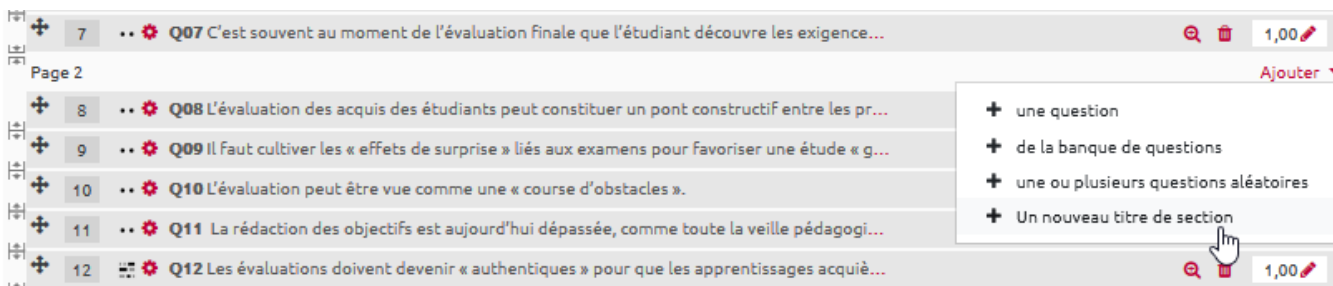 7 Q07 C'est souvent au moment de l'évaluation finale que l'étudiant découvre les exigence... 1,00
Page 2 Ajouter
8 Q08 L'évaluation des acquis des étudiants peut constituer un pont constructif entre les pr...
+ une question
9 Q09 Il faut cultiver les « effets de surprise » liés aux examens pour favoriser une étude « g...
+ de la banque de questions
10 Q10 L'évaluation peut être vue comme une « course d'obstacles ».
+ une ou plusieurs questions aléatoires
11 Q11 La rédaction des objectifs est aujourd'hui dépassée, comme toute la veille pédagogi...
+ Un nouveau titre de section
12 Q12 Les évaluations doivent devenir « authentiques » pour que les apprentissages acquiè... 1,00